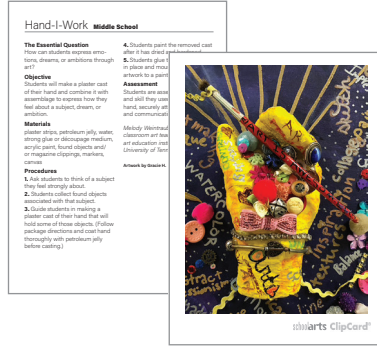 Hand-I-Work Middle School
The Essential Question
How can students express emo-
tions, dreams, or ambitions through
art?
Objective
Students will make a plaster cast
of their hand and combine it with
assemblage to express how they
feel about a subject, dream, or
ambition.
Materials
plaster strips, petroleum jelly, water,
strong glue or découpage medium,
acrylic paint, found objects and/
or magazine clippings, markers,
canvas
Procedures
1. Ask students to think of a subject
they feel strongly about.
2. Students collect found objects
associated with that subject.
3. Guide students in making a
plaster cast of their hand that will
hold some of those objects. (Follow
package directions and coat hand
thoroughly with petroleum jelly
before casting.)
4. Students paint the removed cast
after it has dried and
5. Students glue
in place and mou
artwork to a paint
Assessment
Students are asse
and skill they used
hand, securely att
and communicati
Melody Weintraub
classroom art teac
art education inst
University of Tenn
Artwork by Gracie H.
Balance
schoolarts ClipCard®